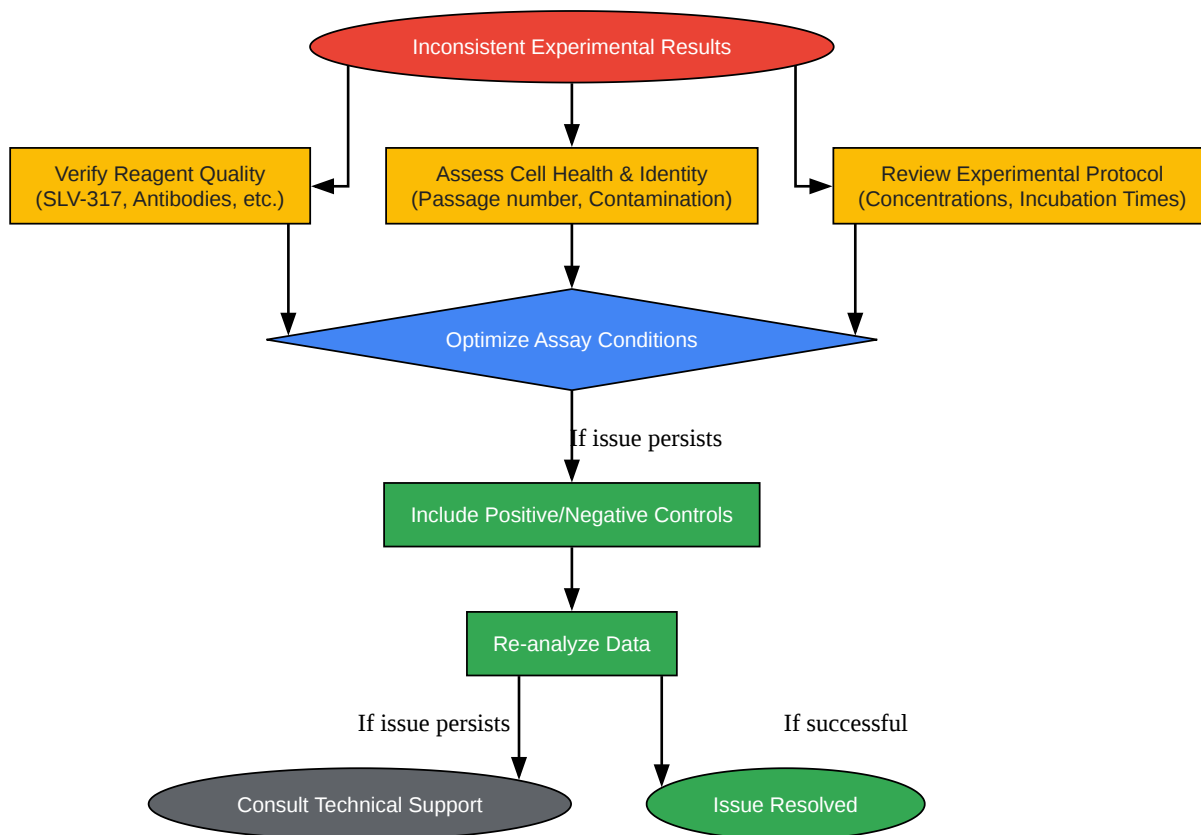 Inconsistent Experimental Results
Verify Reagent Quality
(SLV-317, Antibodies, etc.)
Assess Cell Health & Identity
(Passage number, Contamination)
Review Experimental Protocol
(Concentrations, Incubation Times)
Optimize Assay Conditions
If issue persists
Include Positive/Negative Controls
Re-analyze Data
If issue persists
If successful
Consult Technical Support
Issue Resolved